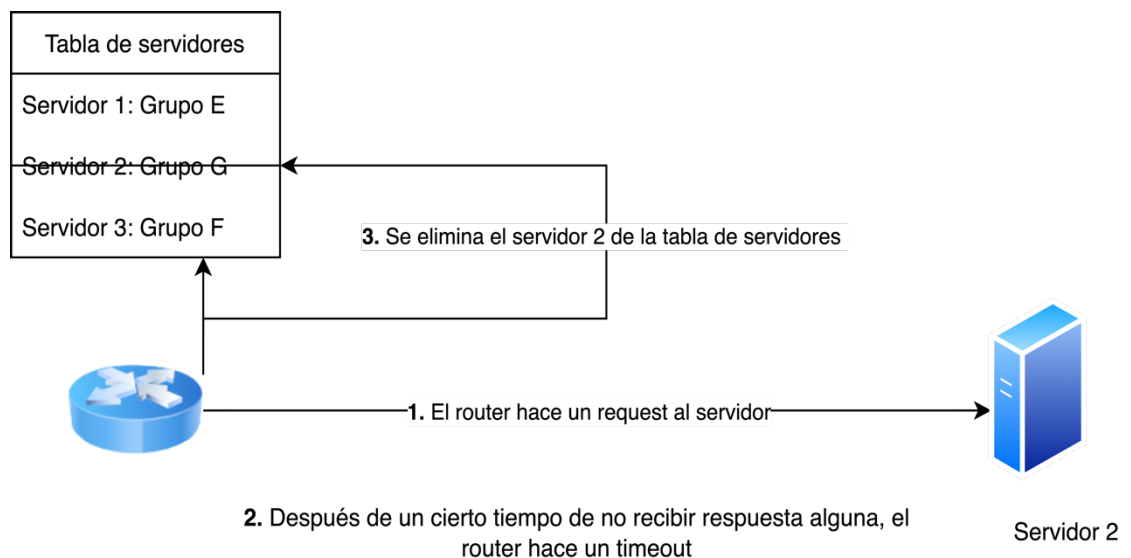 Tabla de servidores
Servidor 1: Grupo E
Servidor 2: Grupo G
Servidor 3: Grupo F
3. Se elimina el servidor 2 de la tabla de servidores
1. El router hace un request al servidor
2. Después de un cierto tiempo de no recibir respuesta alguna, el
router hace un timeout
Servidor 2